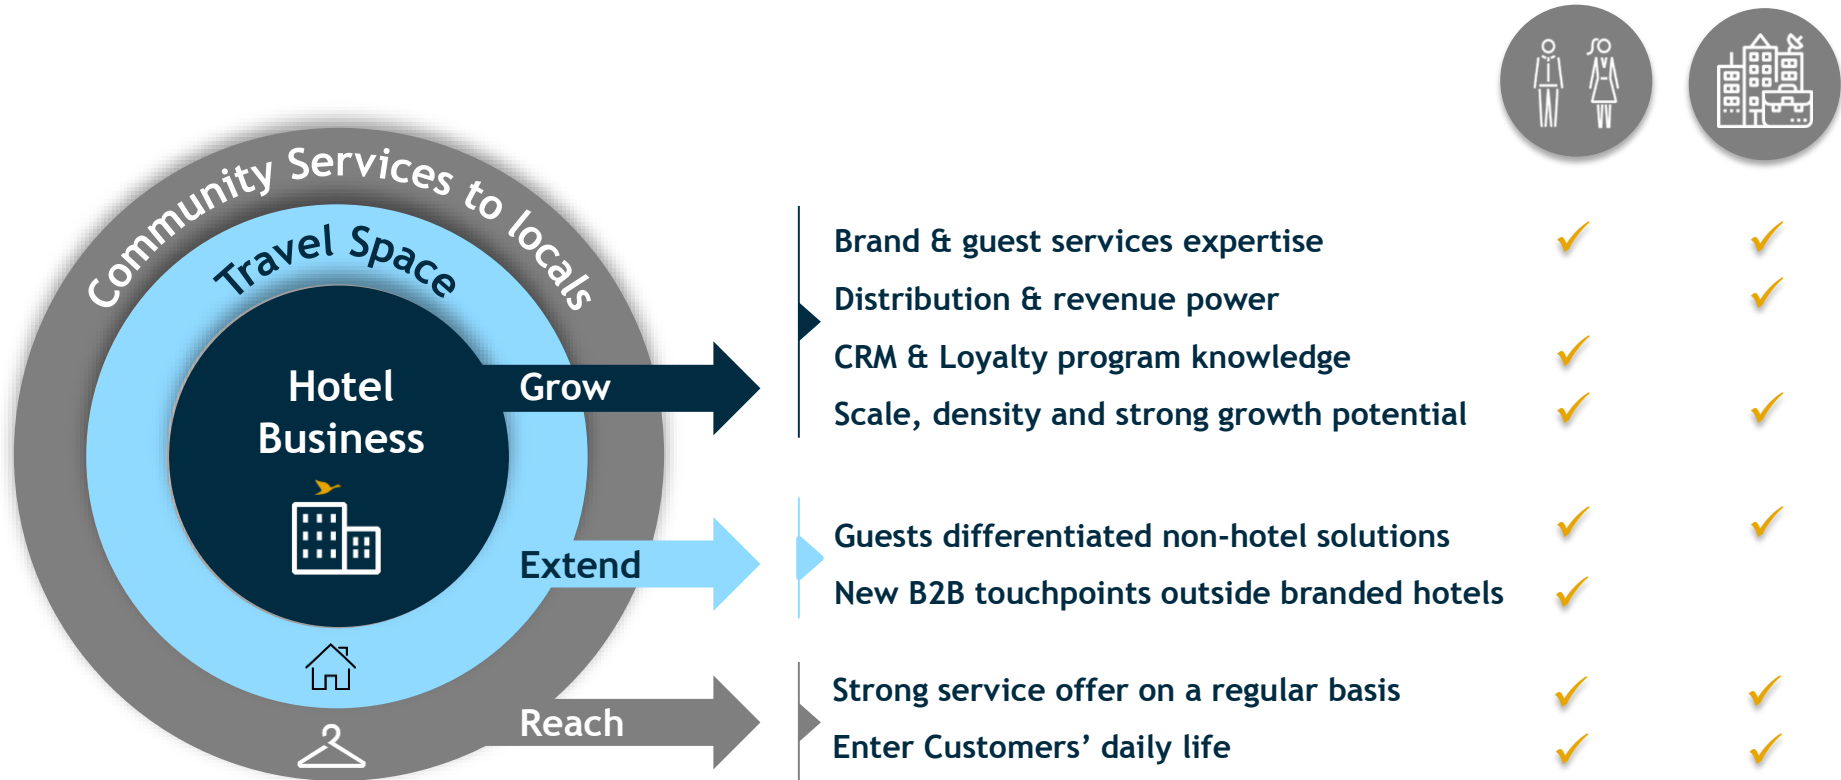 Community Services to locals
Travel Space
Hotel
Business
Grow
Brand & guest services expertise
Distribution & revenue power
CRM & Loyalty program knowledge
Scale, density and strong growth potential
Extend
Guests differentiated non-hotel solutions
New B2B touchpoints outside branded hotels
Reach
Strong service offer on a regular basis
Enter Customers’ daily life